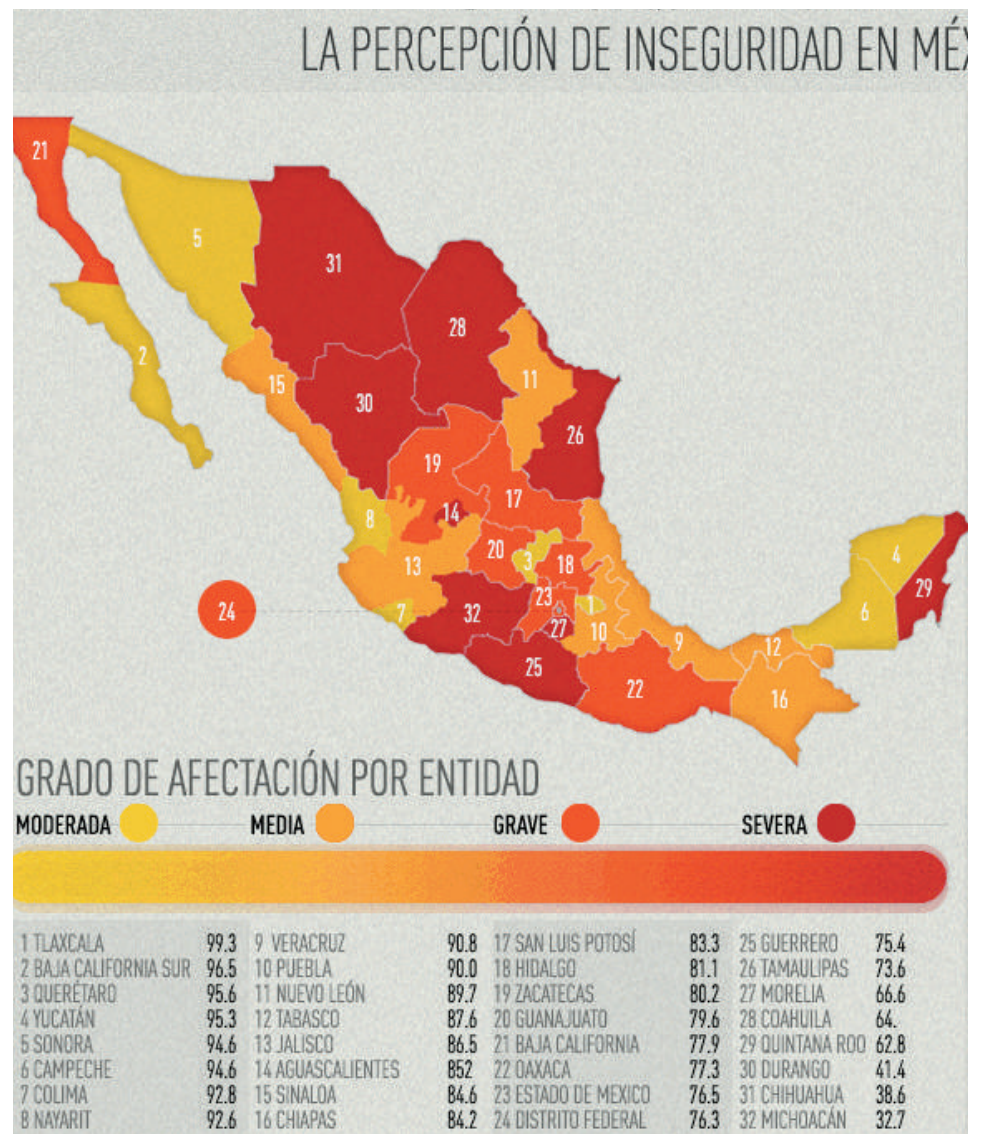 LA PERCEPCIÓN DE INSEGURIDAD EN MÉX
21
5
31
28
2
15
11
30
26
19
17
8
14
20
3
18
4
13
29
24
23
1
6
7
32
27
10
9
12
25
22
16
GRADO DE AFECTACIÓN POR ENTIDAD
MODERADA MEDIA GRAVE SEVERA
1 TLAXCALA 99.3 9 VERACRUZ 90.8 17 SAN LUIS POTOSÍ 83.3 25 GUERRERO 75.4
2 BAJA CALIFORNIA SUR 96.5 10 PUEBLA 90.0 18 HIDALGO 81.1 26 TAMAULIPAS 73.6
3 QUERÉTARO 95.6 11 NUEVO LEÓN 89.7 19 ZACATECAS 80.2 27 MORELIA 66.6
4 YUCATÁN 95.3 12 TABASCO 87.6 20 GUANAJUATO 79.6 28 COAHUILA 64.
5 SONORA 94.6 13 JALISCO 86.5 21 BAJA CALIFORNIA 77.9 29 QUINTANA ROO 62.8
6 CAMPECHE 94.6 14 AGUASCALIENTES 852 22 OAXACA 77.3 30 DURANGO 41.4
7 COLIMA 92.8 15 SINALOA 84.6 23 ESTADO DE MEXICO 76.5 31 CHIHUAHUA 38.6
8 NAYARIT 92.6 16 CHIAPAS 84.2 24 DISTRITO FEDERAL 76.3 32 MICHOACÁN 32.7